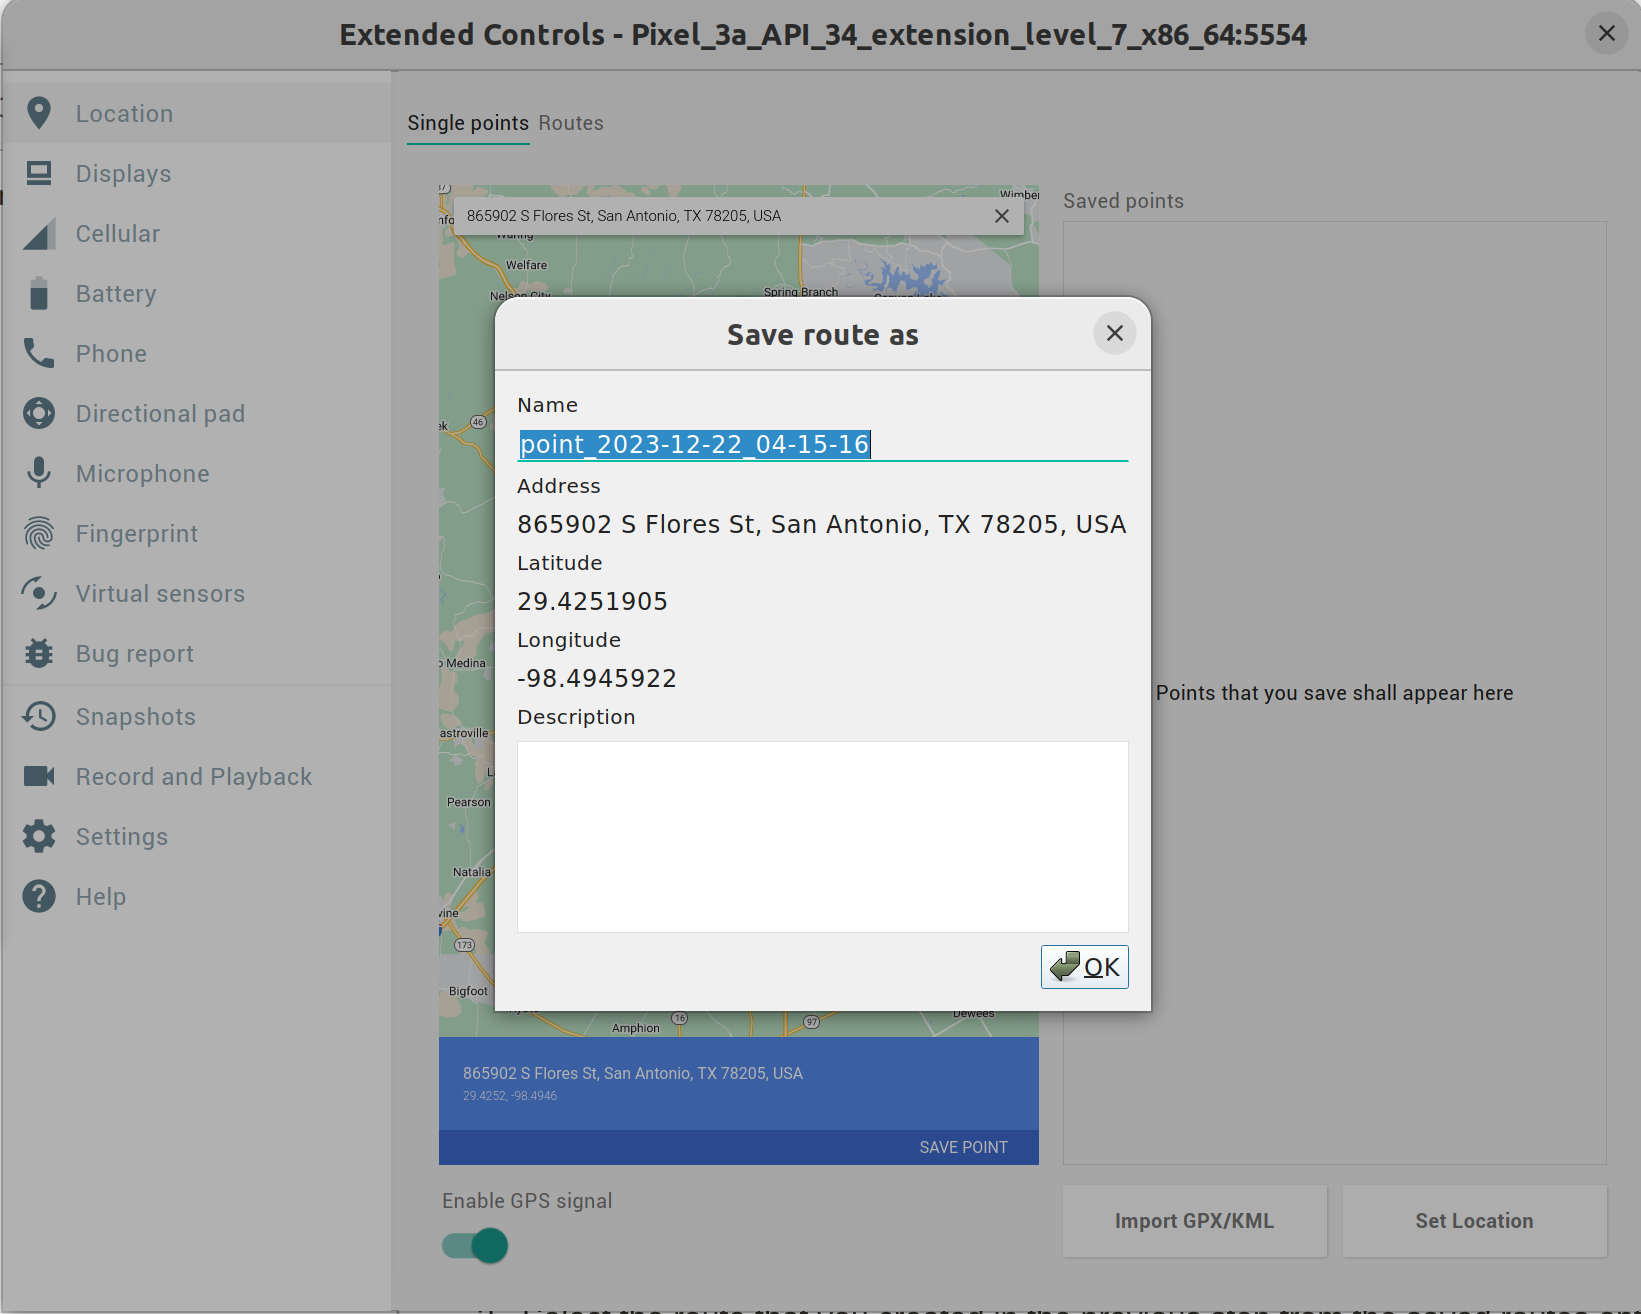 Extended Controls - Pixel_3a_API_34_extension_level_7_x86_64:5554
Location
Displays
Cellular
Battery
Phone
Directional pad
Microphone
Fingerprint
Virtual sensors
Bug report
Snapshots
Record and Playback
Settings
Help
Single points Routes
865902 S Flores St, San Antonio, TX 78205, USA
Wimber
Welfare
Spring Branch
46
o Medina
astroville
Pearson
Natalia
vine
173
Bigfoot
Amphion
16
97
Save route as
Name
point_2023-12-22_04-15-16
Address
865902 S Flores St, San Antonio, TX 78205, USA
Latitude
29.4251905
Longitude
-98.4945922
Description
OK
865902 S Flores St, San Antonio, TX 78205, USA
29.4252, -98.4946
SAVE POINT
Enable GPS signal
Saved points
Points that you save shall appear here
Import GPX/KML
Set Location